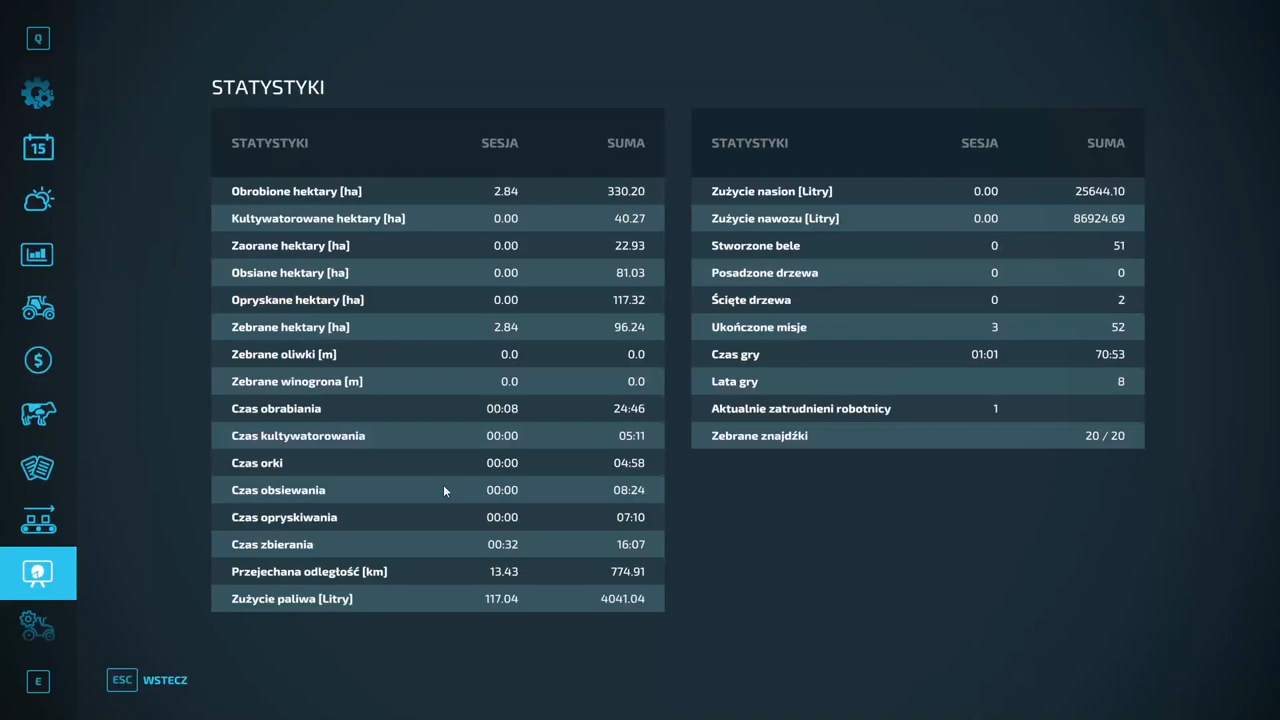 Q
15
STATYSTYKI
STATYSTYKI SESJA SUMA
Obrobione hektary [ha] 2.84 330.20
Kultywatorowane hektary [ha] 0.00 40.27
Zaorane hektary [ha] 0.00 22.93
Obsiane hektary [ha] 0.00 81.03
Opryskane hektary [ha] 0.00 117.32
Zebrane hektary [ha] 2.84 96.24
Zebrane oliwki [m] 0.0 0.0
Zebrane winogrona [m] 0.0 0.0
Czas obrabiania 00:08 24:46
Czas kultywatorowania 00:00 05:11
Czas orki 00:00 04:58
Czas obsiewania 00:00 08:24
Czas opryskiwania 00:00 07:10
Czas zbierania 00:32 16:07
Przejechana odległość [km] 13.43 774.91
Zużycie paliwa [Litry] 117.04 4041.04
STATYSTYKI SESJA SUMA
Zużycie nasion [Litry] 0.00 25644.10
Zużycie nawozu [Litry] 0.00 86924.69
Stworzone bele 0 51
Posadzone drzewa 0 0
Ścięte drzewa 0 2
Ukończone misje 3 52
Czas gry 01:01 70:53
Lata gry 8
Aktualnie zatrudnieni robotnicy 1
Zebrane znajdźki 20 / 20
$
E
ESC WSTECZ